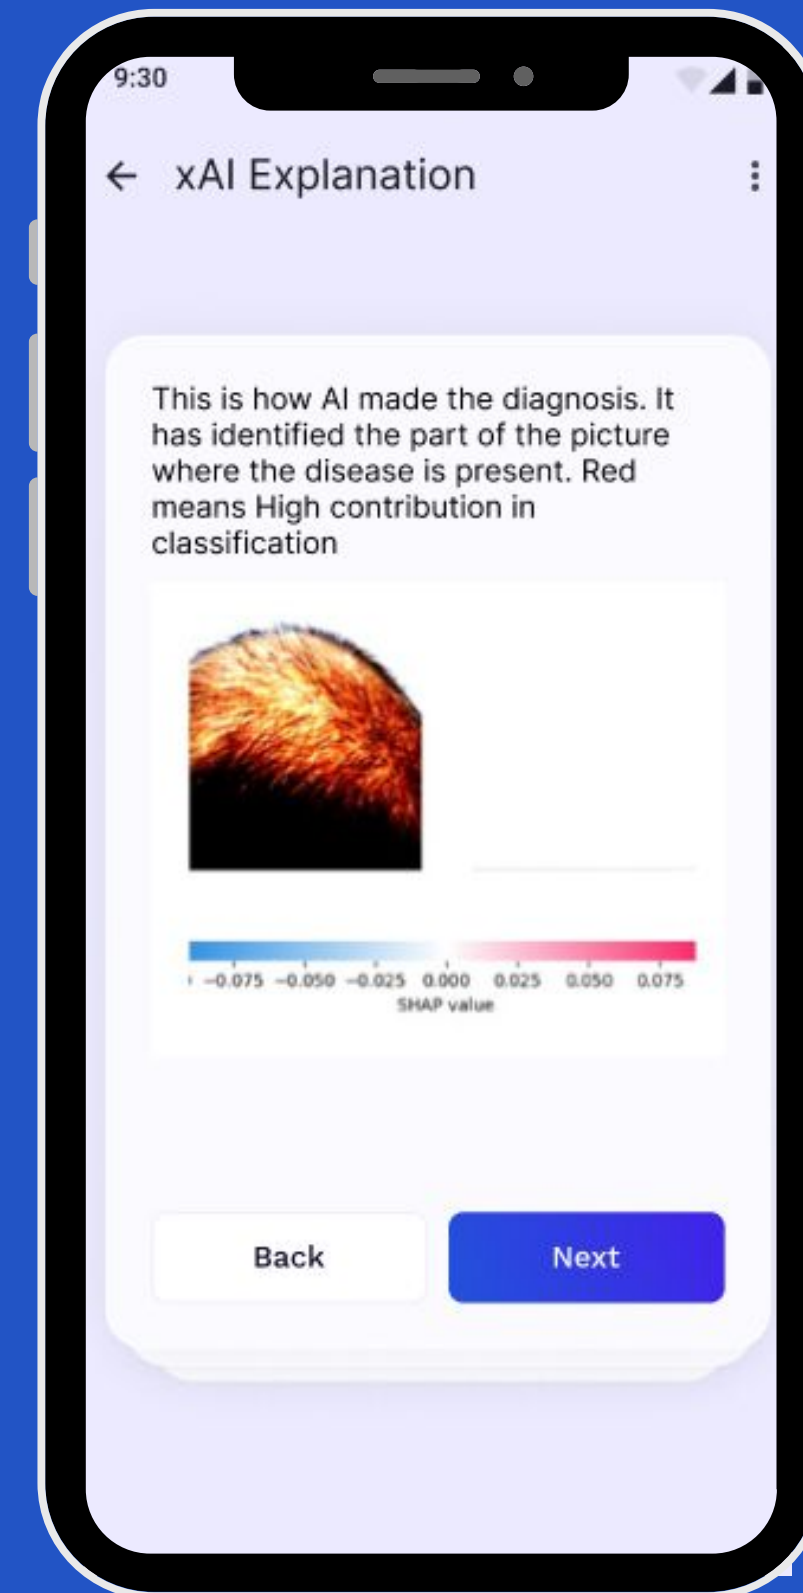 9:30
xAI Explanation
This is how AI made the diagnosis. It
has identified the part of the picture
where the disease is present. Red
means High contribution in
classification
−0.075 −0.050 −0.025 0.000 0.025 0.050 0.075
SHAP value
Back Next